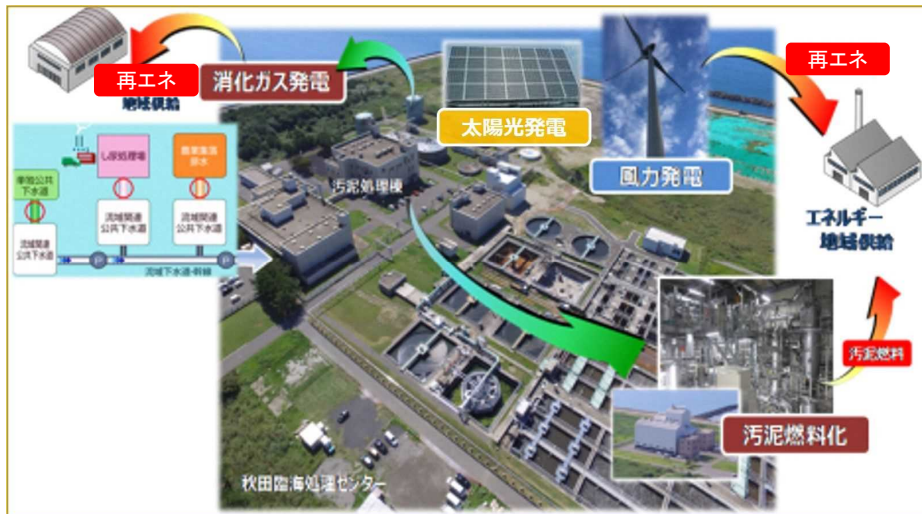 再エネ
地域供給
消化ガス発電
太陽光発電
風力発電
再エネ
エネルギー
地域供給
し尿処理場
農業集落
排水
単独公共
下水道
流域関連
公共下水道
流域関連
公共下水道
流域関連
公共下水道
P
P
流域下水道・幹線
汚泥処理棟
汚泥燃料
汚泥燃料化
秋田臨海処理センター